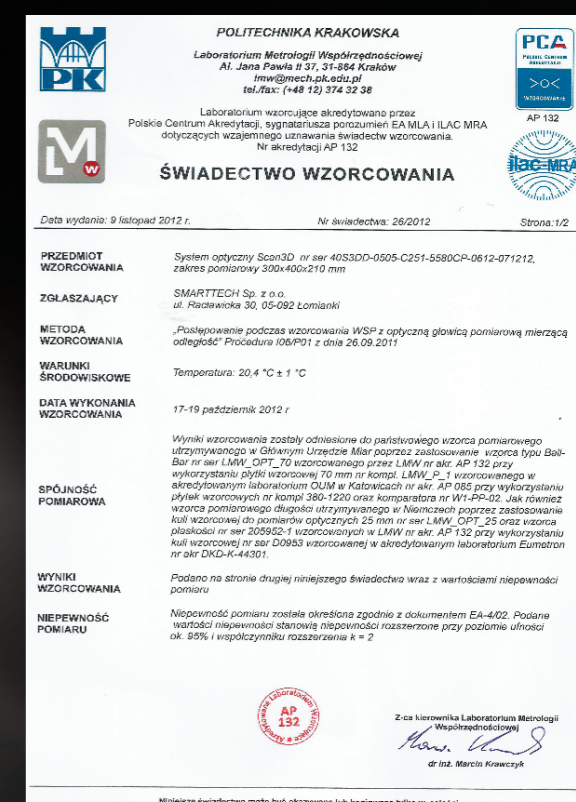 POLITECHNIKA KRAKOWSKA
Laboratorium Metrologii Współrzędnościowej
Al. Jana Pawła II 37, 31-864 Kraków
lmw@mech.pk.edu.pl
tel./fax: (+48 12) 374 32 38
PK
PCA
POLSKIE CENTRUM
AKREDYTACJI
WZORCOWANIE
AP 132
Laboratorium wzorcujące akredytowane przez
Polskie Centrum Akredytacji, sygnatariusza porozumień EA MLA i ILAC MRA
dotyczących wzajemnego uznawania świadectw wzorcowania.
Nr akredytacji AP 132
LM
w
ilac-MRA
ŚWIADECTWO WZORCOWANIA
Data wydania: 9 listopad 2012 r. Nr świadectwa: 26/2012 Strona:1/2
PRZEDMIOT WZORCOWANIA
System optyczny Scan3D nr ser 40S3DD-0505-C251-5580CP-0612-071212,
zakres pomiarowy 300x400x210 mm
ZGŁASZAJĄCY
SMARTTECH Sp. z o.o.
ul. Racławicka 30, 05-092 Łomianki
METODA WZORCOWANIA
„Postępowanie podczas wzorcowania WSP z optyczną głowicą pomiarową mierzącą
odległość" Procedura I06/P01 z dnia 26.09.2011
WARUNKI ŚRODOWISKOWE
Temperatura: 20,4 °C ± 1 °C
DATA WYKONANIA WZORCOWANIA
17-19 październik 2012 r
SPÓJNOŚĆ POMIAROWA
Wyniki wzorcowania zostały odniesione do państwowego wzorca pomiarowego
utrzymywanego w Głównym Urzędzie Miar poprzez zastosowanie wzorca typu Ball-
Bar nr ser LMW_OPT_70 wzorcowanego przez LMW nr akr. AP 132 przy
wykorzystaniu płytki wzorcowej 70 mm nr kompl. LMW_P_1 wzorcowanego w
akredytowanym laboratorium OUM w Katowicach nr akr. AP 085 przy wykorzystaniu
płytek wzorcowych nr kompl 380-1220 oraz komparatora nr W1-PP-02. Jak również
wzorca pomiarowego długości utrzymywanego w Niemczech poprzez zastosowanie
kuli wzorcowej do pomiarów optycznych 25 mm nr ser LMW_OPT_25 oraz wzorca
płaskości nr ser 205952-1 wzorcowanych w LMW nr akr. AP 132 przy wykorzystaniu
kuli wzorcowej nr ser D0953 wzorcowanej w akredytowanym laboratorium Eumetron
nr akr DKD-K-44301.
WYNIKI WZORCOWANIA
Podano na stronie drugiej niniejszego świadectwa wraz z wartościami niepewności
pomiaru
NIEPEWNOŚĆ POMIARU
Niepewność pomiaru została określona zgodnie z dokumentem EA-4/02. Podane
wartości niepewności stanowią niepewności rozszerzone przy poziomie ufności
ok. 95% i współczynniku rozszerzenia k = 2
Akredytowane Laboratorium Wzorcujące
AP
132
Z-ca kierownika Laboratorium Metrologii
Współrzędnościowej
dr inż. Marcin Krawczyk
Niniejsze świadectwo może być okazywane lub kopiowane tylko w całości